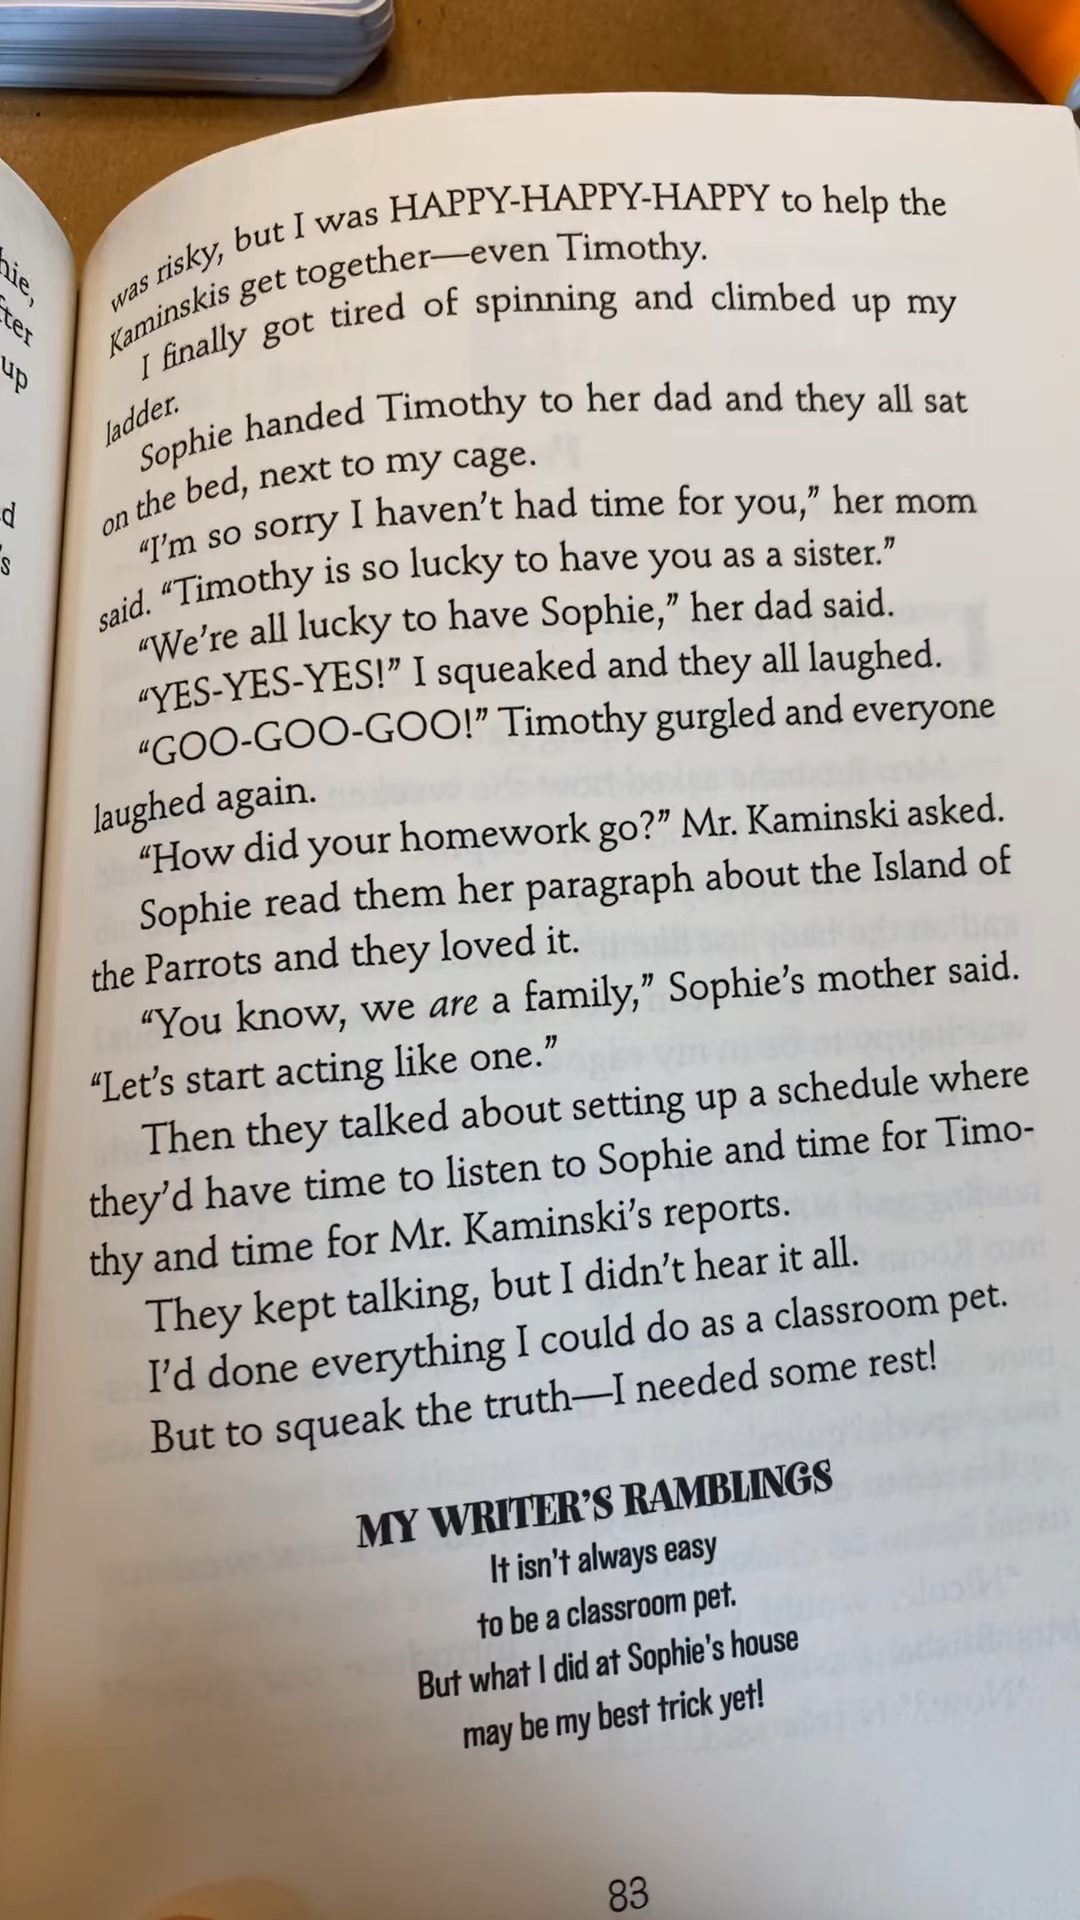 hie,
fter
up
d
's
was risky, but I was HAPPY-HAPPY-HAPPY to help the
Kaminskis get together—even Timothy.
I finally got tired of spinning and climbed up my
ladder.
Sophie handed Timothy to her dad and they all sat
on the bed, next to my cage.
“I'm so sorry I haven't had time for you,” her mom
said. “Timothy is so lucky to have you as a sister.”
“We're all lucky to have Sophie,” her dad said.
“YES-YES-YES!” I squeaked and they all laughed.
“GOO-GOO-GOO!” Timothy gurgled and everyone
laughed again.
“How did your homework go?” Mr. Kaminski asked.
Sophie read them her paragraph about the Island of
the Parrots and they loved it.
“You know, we are a family,” Sophie's mother said.
“Let's start acting like one.”
Then they talked about setting up a schedule where
they'd have time to listen to Sophie and time for Timo-
thy and time for Mr. Kaminski's reports.
They kept talking, but I didn't hear it all.
I'd done everything I could do as a classroom pet.
But to squeak the truth—I needed some rest!
MY WRITER'S RAMBLINGS
It isn't always easy
to be a classroom pet.
But what I did at Sophie's house
may be my best trick yet!
83